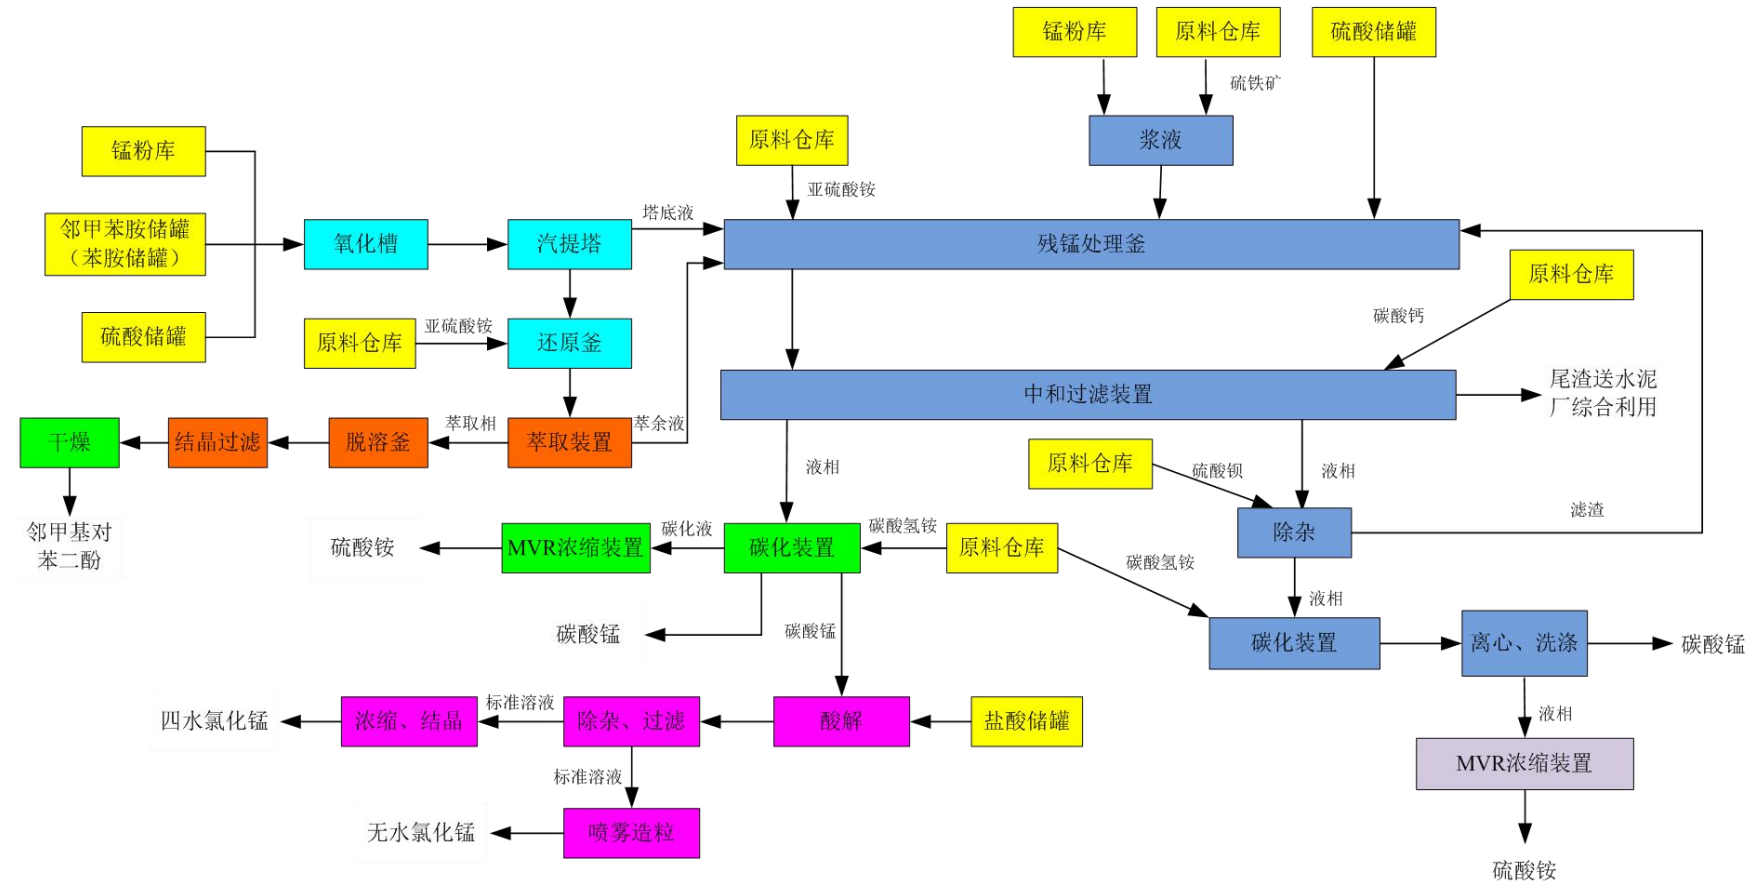 锰粉库
原料仓库
硫酸储罐
硫铁矿
原料仓库
浆液
锰粉库
亚硫酸铵
邻甲苯胺储罐
（苯胺储罐）
氧化槽
汽提塔
塔底液
残锰处理釜
原料仓库
硫酸储罐
原料仓库
亚硫酸铵
还原釜
碳酸钙
中和过滤装置
尾渣送水泥
厂综合利用
干燥
结晶过滤
脱溶釜
萃取相
萃取装置
萃余液
液相
原料仓库
硫酸钡
液相
邻甲基对
苯二酚
硫酸铵
MVR浓缩装置
碳化液
碳化装置
碳酸氢铵
原料仓库
碳酸氢铵
除杂
滤渣
液相
碳酸锰
碳酸锰
碳化装置
离心、洗涤
碳酸锰
四水氯化锰
浓缩、结晶
标准溶液
除杂、过滤
酸解
盐酸储罐
液相
MVR浓缩装置
标准溶液
无水氯化锰
喷雾造粒
硫酸铵